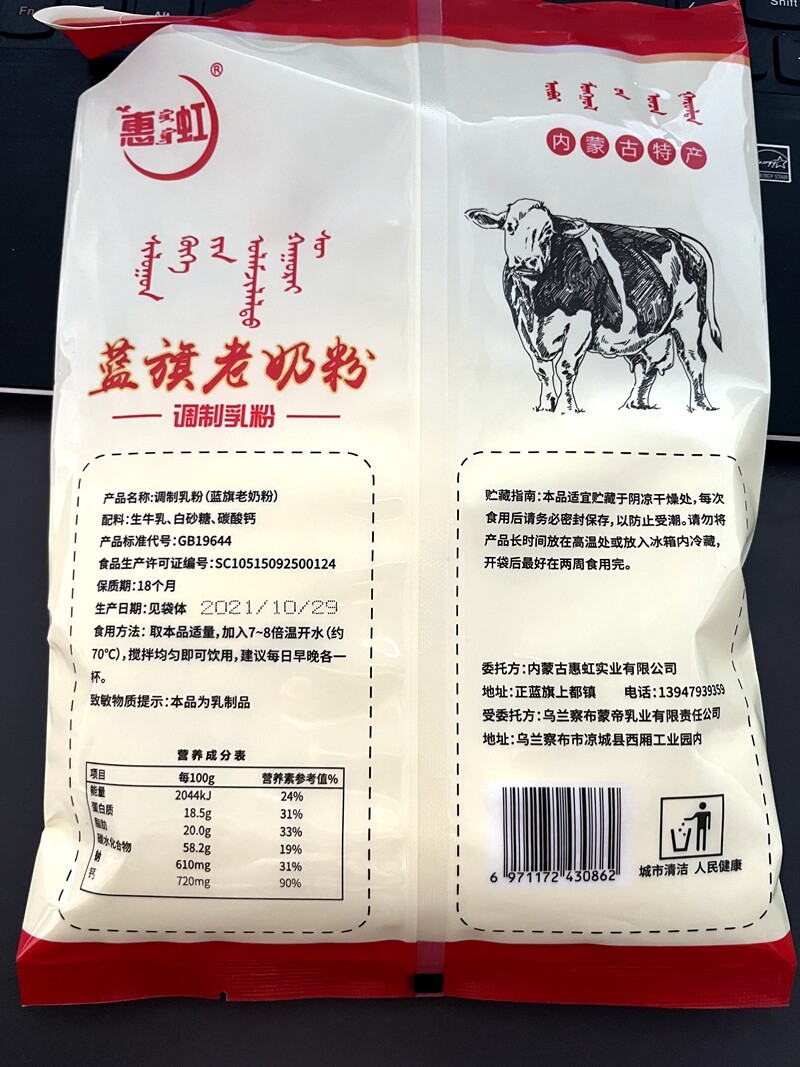 惠虹
®
蓝旗老奶粉
调制乳粉
产品名称:调制乳粉(蓝旗老奶粉)
配料:生牛乳、白砂糖、碳酸钙
产品标准代号:GB19644
食品生产许可证编号:SC10515092500124
保质期:18个月
生产日期:见袋体 2021/10/29
食用方法: 取本品适量,加入7~8倍温开水(约
70℃),搅拌均匀即可饮用,建议每日早晚各一
杯。
致敏物质提示:本品为乳制品
营养成分表
项目 每100g 营养素参考值%
能量 2044kJ 24%
蛋白质 18.5g 31%
脂肪 20.0g 33%
碳水化合物 58.2g 19%
钠 610mg 31%
钙 720mg 90%
内蒙古特产
贮藏指南:本品适宜贮藏于阴凉干燥处,每次
食用后请务必密封保存,以防止受潮。请勿将
产品长时间放在高温处或放入冰箱内冷藏,
开袋后最好在两周食用完。
委托方:内蒙古惠虹实业有限公司
地址:正蓝旗上都镇 电话:13947939359
受委托方:乌兰察布蒙帝乳业有限责任公司
地址:乌兰察布市凉城县西厢工业园内
6 971172 430862
城市清洁 人民健康
Alt
Shift
ENERGY STAR